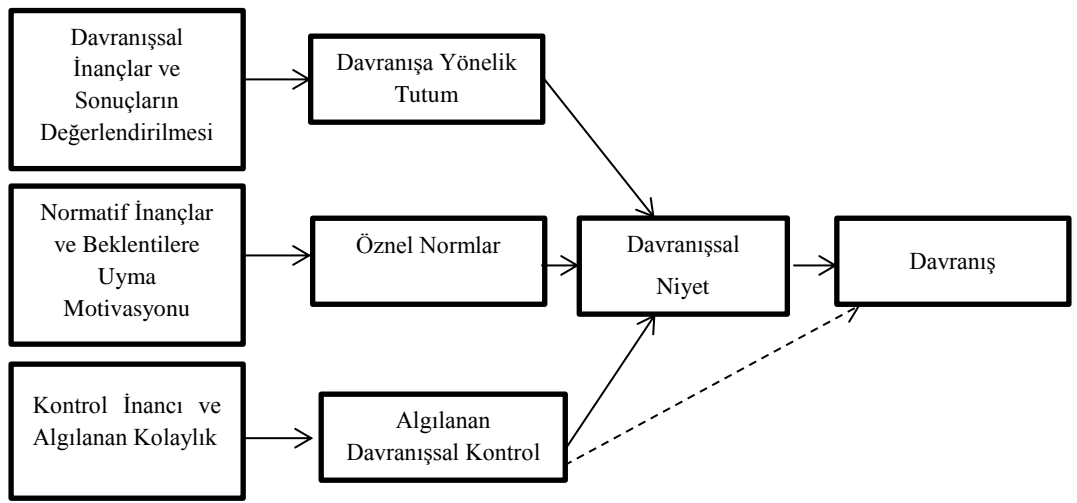 Davranışsal
İnançlar ve
Sonuçların
Değerlendirilmesi
Davranışa Yönelik
Tutum
Normatif İnançlar
ve Beklentilere
Uyma
Motivasyonu
Öznel Normlar
Davranışsal
Niyet
Davranış
Kontrol İnancı ve
Algılanan Kolaylık
Algılanan
Davranışsal Kontrol